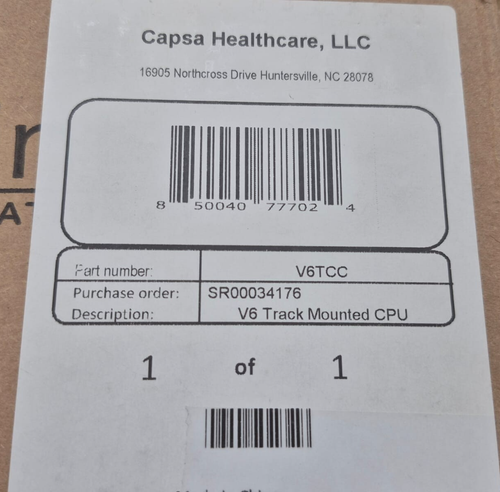 Capsa Healthcare, LLC
16905 Northcross Drive Huntersville, NC 28078
8 50040 77702 4
Part number: V6TCC
Purchase order: SR00034176
Description: V6 Track Mounted CPU
1 of 1